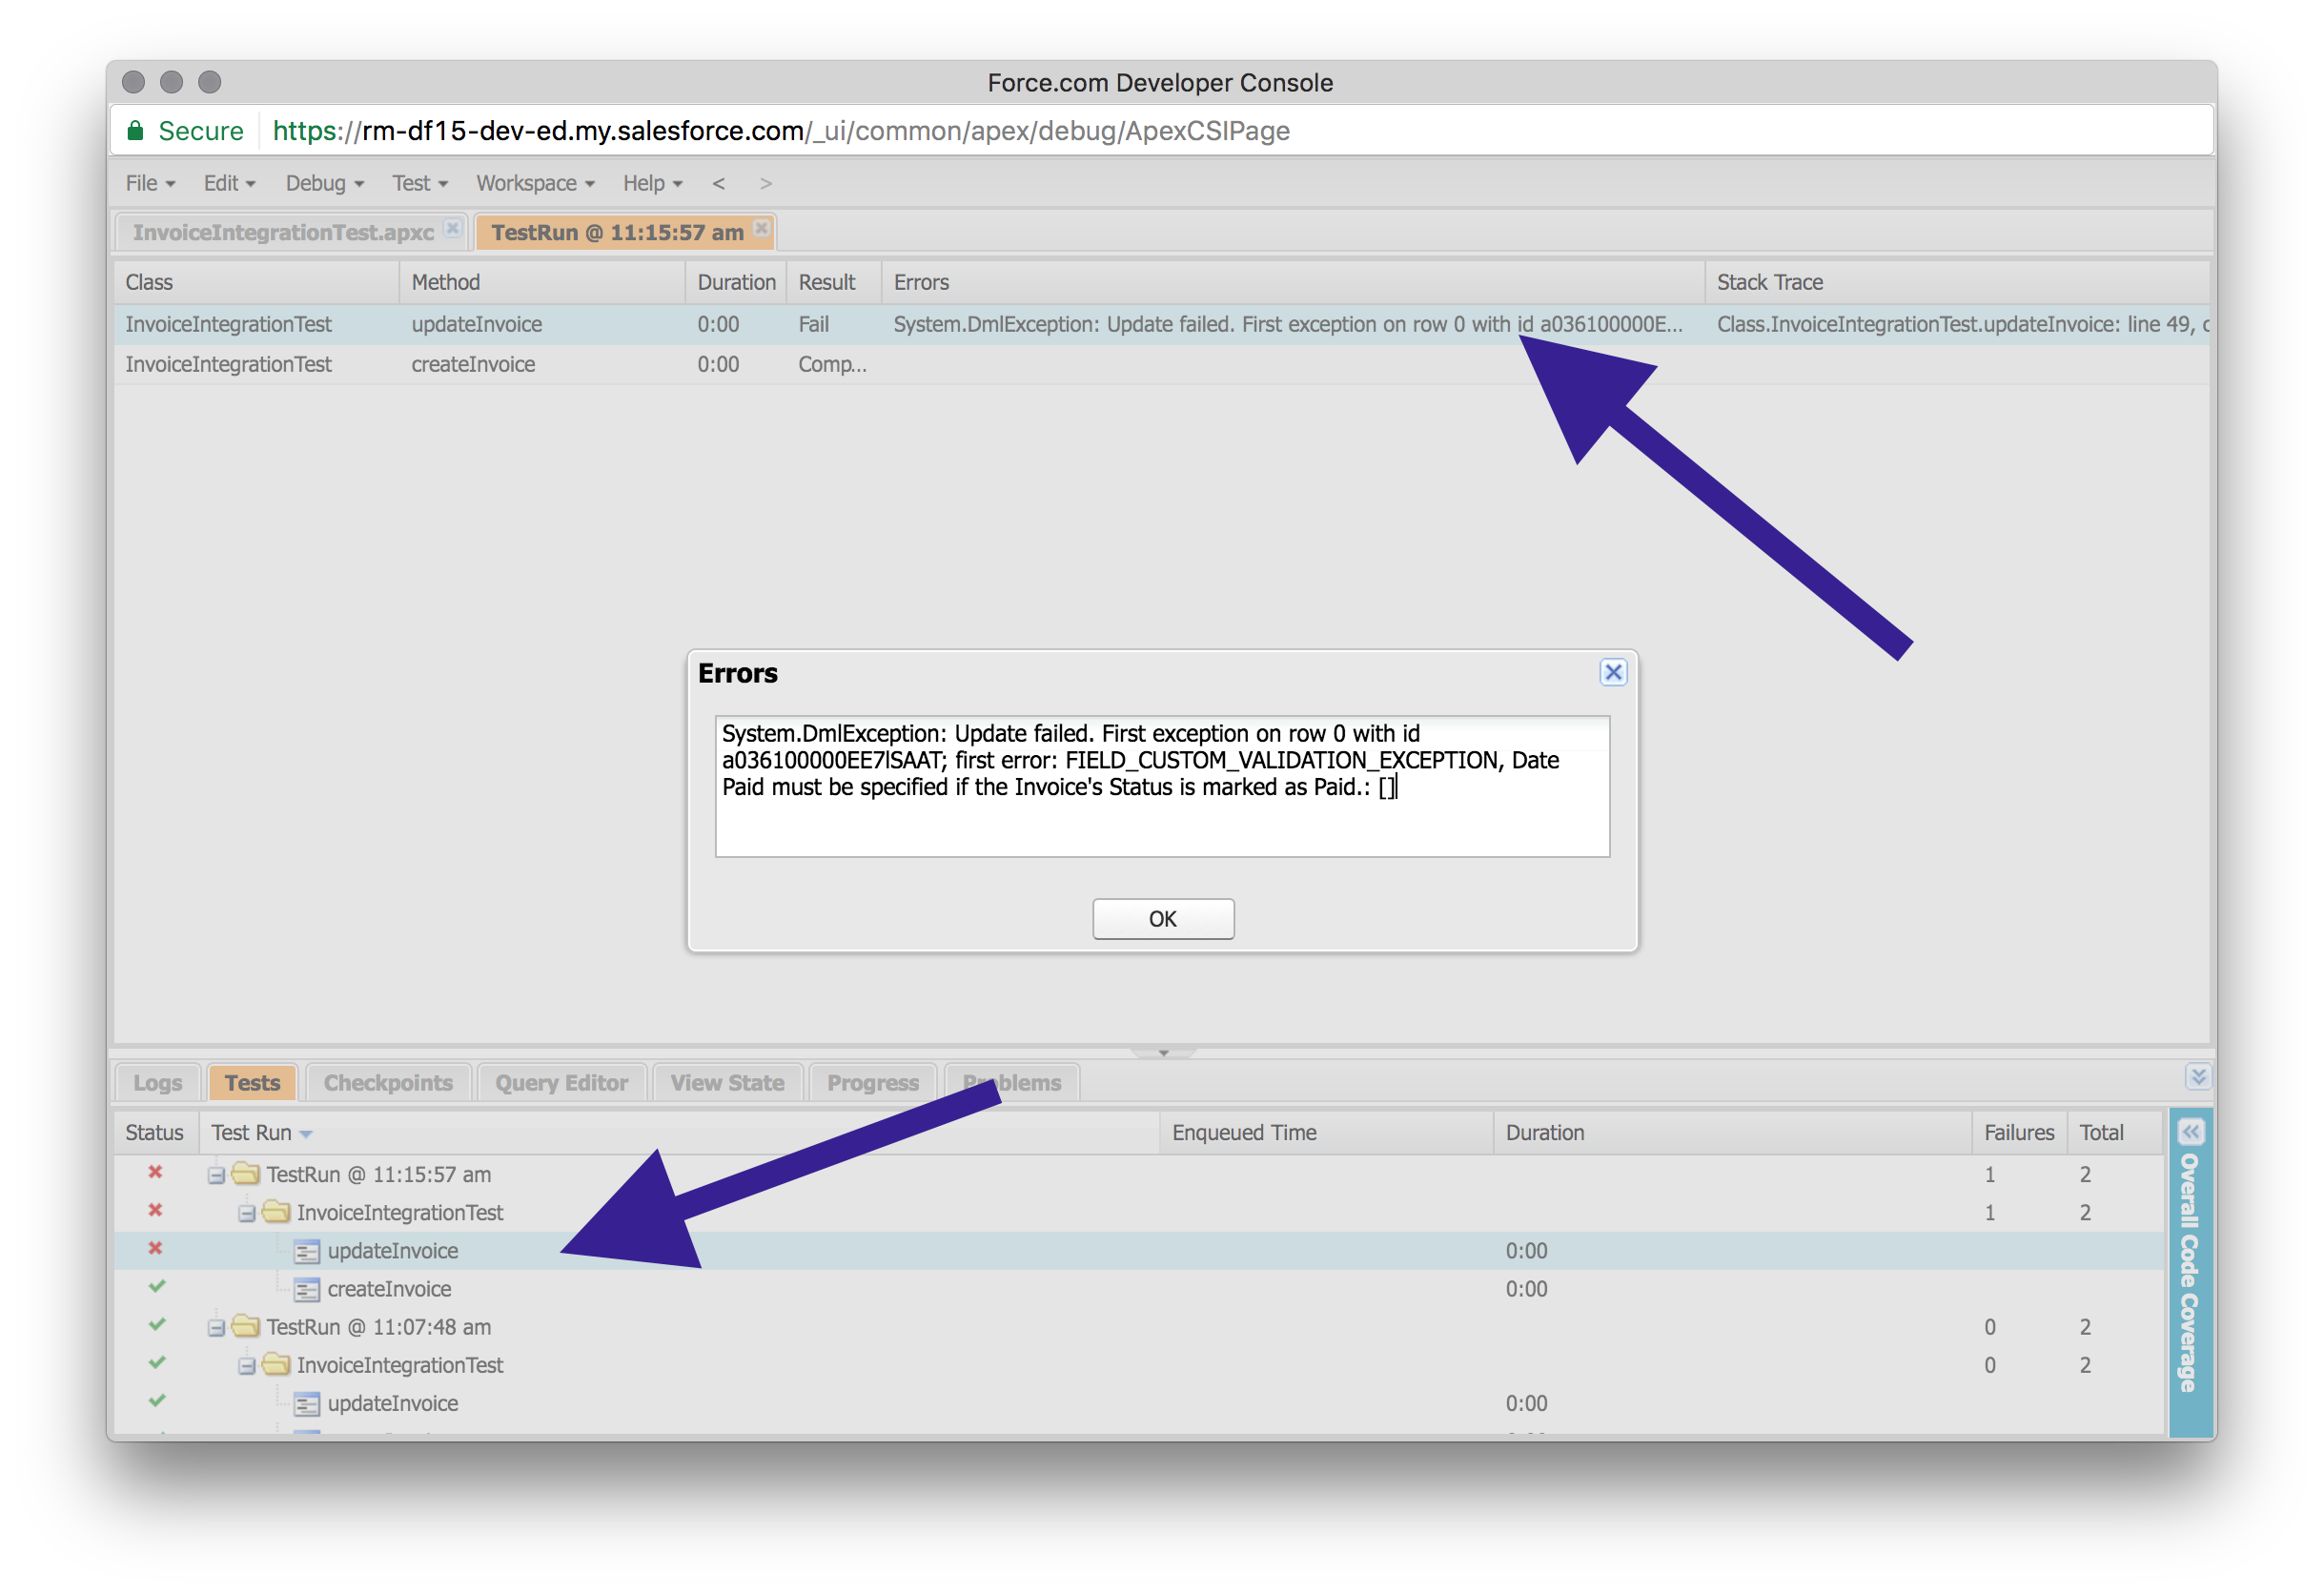 Force.com Developer Console
Secure https://rm-df15-dev-ed.my.salesforce.com/_ui/common/apex/debug/ApexCSIPage
File Edit Debug Test Workspace Help < >
InvoiceIntegrationTest.apxc TestRun @ 11:15:57 am
Class Method Duration Result Errors Stack Trace
InvoiceIntegrationTest updateInvoice 0:00 Fail System.DmlException: Update failed. First exception on row 0 with id a036100000E... Class.InvoiceIntegrationTest.updateInvoice: line 49, c
InvoiceIntegrationTest createInvoice 0:00 Comp...
Errors
System.DmlException: Update failed. First exception on row 0 with id
a036100000EE7lSAAT; first error: FIELD_CUSTOM_VALIDATION_EXCEPTION, Date
Paid must be specified if the Invoice's Status is marked as Paid.: []
OK
Logs Tests Checkpoints Query Editor View State Progress Problems
Status Test Run Enqueued Time Duration Failures Total
TestRun @ 11:15:57 am 1 2
InvoiceIntegrationTest 1 2
updateInvoice 0:00
createInvoice 0:00
TestRun @ 11:07:48 am 0 2
InvoiceIntegrationTest 0 2
updateInvoice 0:00
Overall Code Coverage